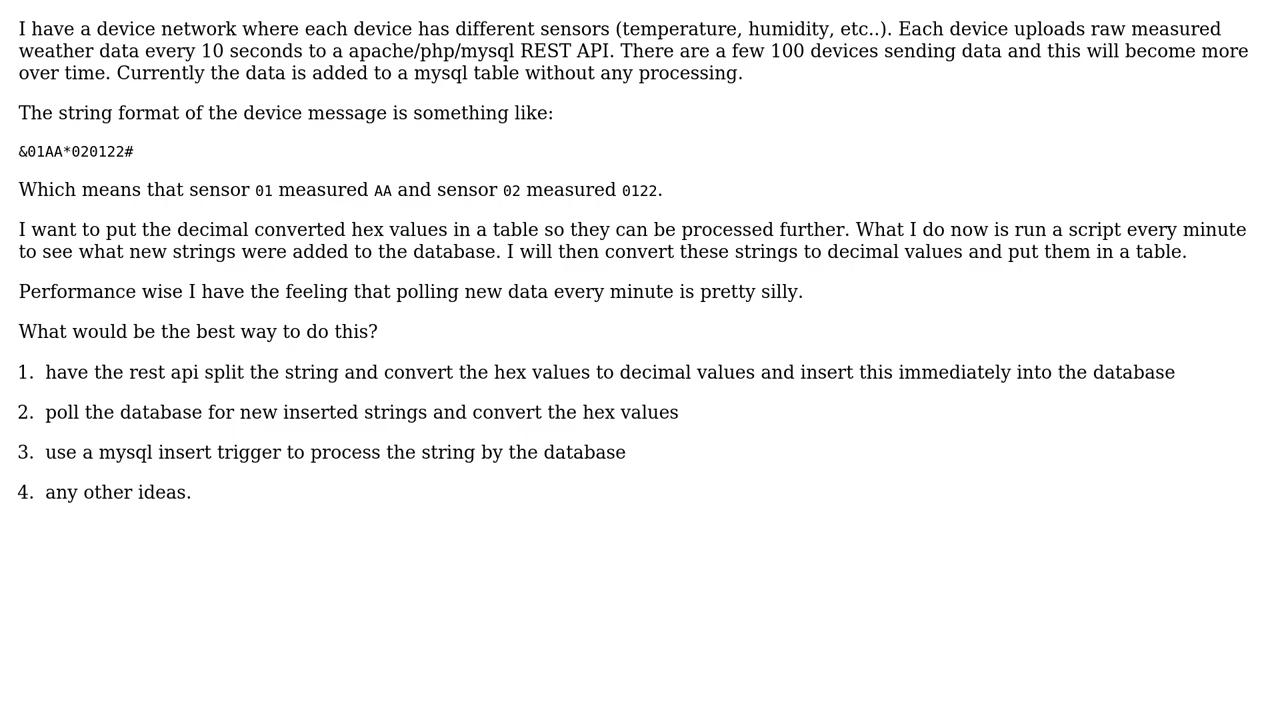 I have a device network where each device has different sensors (temperature, humidity, etc..). Each device uploads raw measured
weather data every 10 seconds to a apache/php/mysql REST API. There are a few 100 devices sending data and this will become more
over time. Currently the data is added to a mysql table without any processing.
The string format of the device message is something like:
&01AA*020122#
Which means that sensor 01 measured AA and sensor 02 measured 0122.
I want to put the decimal converted hex values in a table so they can be processed further. What I do now is run a script every minute
to see what new strings were added to the database. I will then convert these strings to decimal values and put them in a table.
Performance wise I have the feeling that polling new data every minute is pretty silly.
What would be the best way to do this?
1. have the rest api split the string and convert the hex values to decimal values and insert this immediately into the database
2. poll the database for new inserted strings and convert the hex values
3. use a mysql insert trigger to process the string by the database
4. any other ideas.